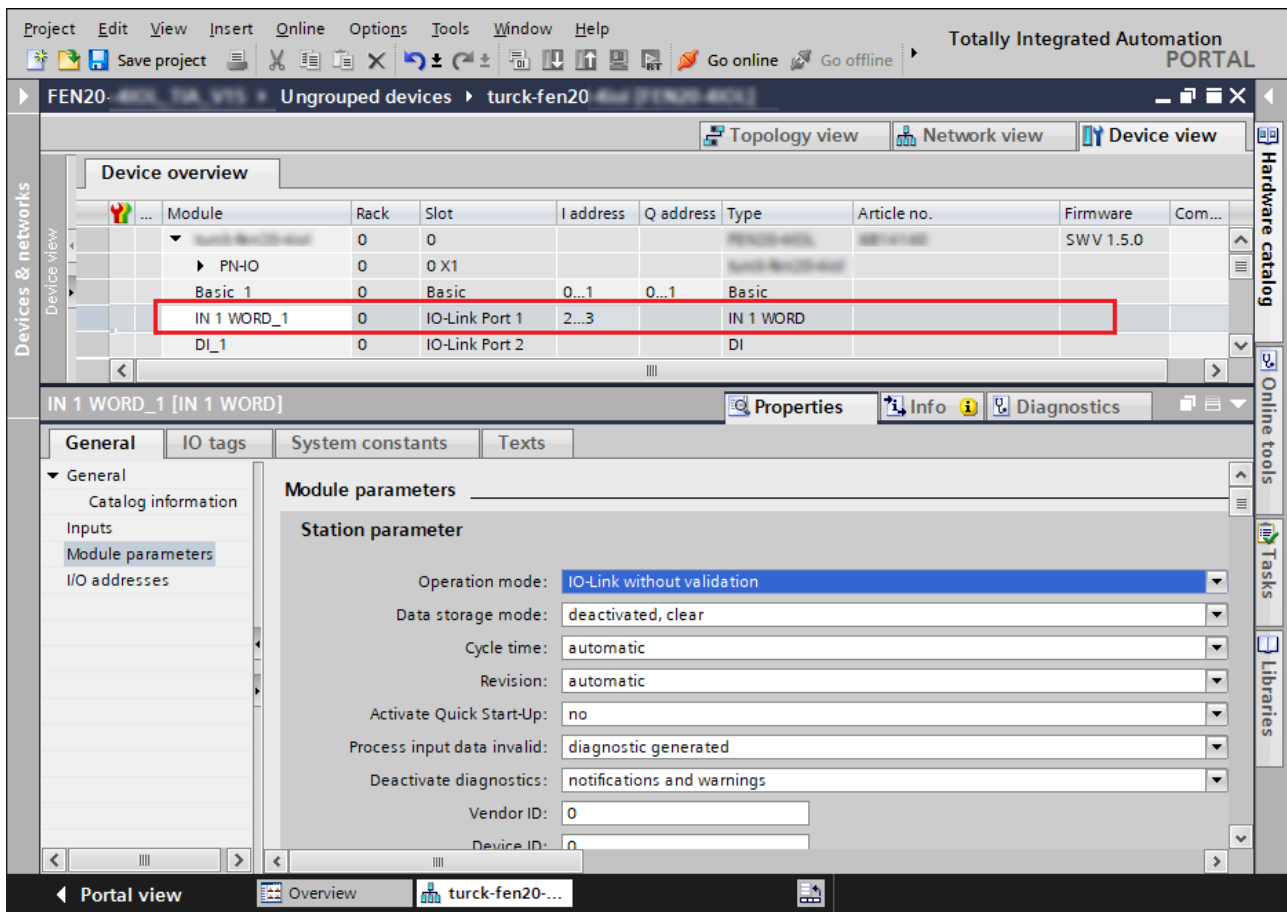 Project Edit View Insert Online Options Tools Window Help
Totally Integrated Automation
PORTAL
Save project
RT
Go online
Go offline
FEN20-
Ungrouped devices
turck-fen20
Topology view
Network view
Device view
Device overview
... Module Rack Slot I address Q address Type Article no. Firmware Com...
0 0 SW V 1.5.0
PN-IO 0 0 X1
Basic_1 0 Basic 0...1 0...1 Basic
IN 1 WORD_1 0 IO-Link Port 1 2...3 IN 1 WORD
DI_1 0 IO-Link Port 2 DI
Devices & networks
Device view
Hardware catalog
Online tools
Tasks
Libraries
IN 1 WORD_1 [IN 1 WORD]
Properties
Info
Diagnostics
General IO tags System constants Texts
General
Catalog information
Inputs
Module parameters
I/O addresses
Module parameters
Station parameter
Operation mode: IO-Link without validation
Data storage mode: deactivated, clear
Cycle time: automatic
Revision: automatic
Activate Quick Start-Up: no
Process input data invalid: diagnostic generated
Deactivate diagnostics: notifications and warnings
Vendor ID: 0
Device ID: 0
Portal view
Overview
turck-fen20-...